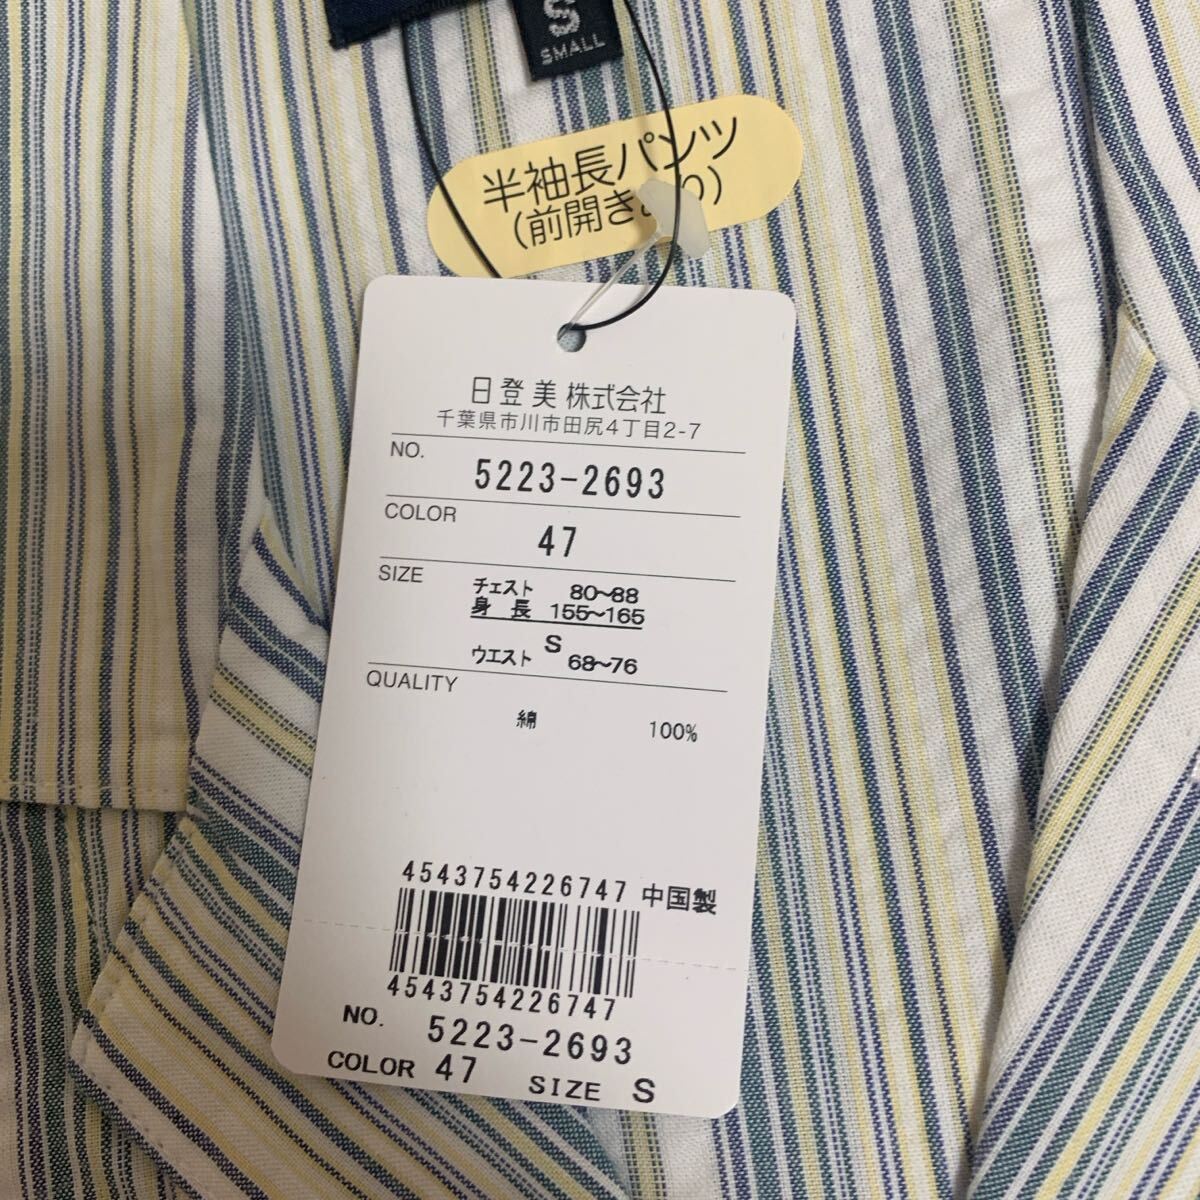 S
SMALL
半袖長パンツ
(前開き
り)
日登美株式会社
千葉県市川市田尻4丁目2-7
NO.
5223-2693
COLOR
47
SIZE
チェスト 80~88
身長 155~165
S
ウエスト 68~76
QUALITY
綿 100%
4543754226747 中国製
4543754226747
NO. 5223-2693
COLOR 47 SIZE S